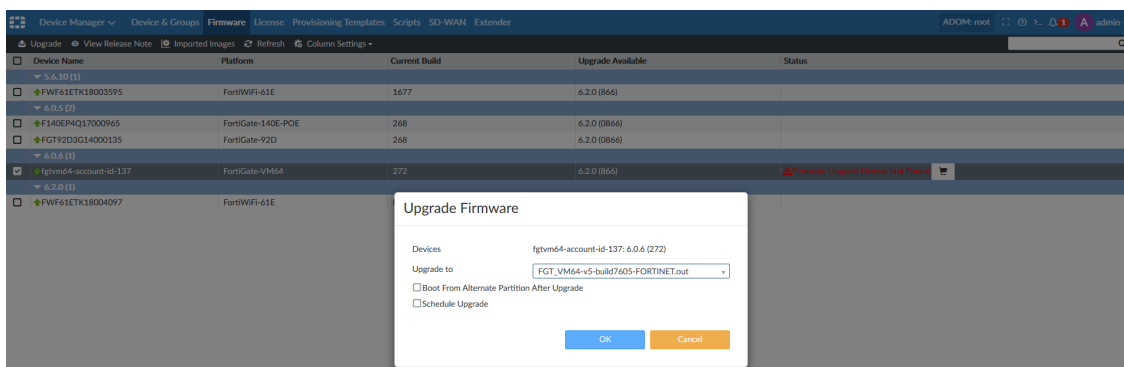 Device Manager Device & Groups Firmware License Provisioning Templates Scripts SD-WAN Extender ADOM: root 1 A admin
Upgrade View Release Note Imported Images Refresh Column Settings
Device Name Platform Current Build Upgrade Available Status
5.6.10 (1)
FWF61ETK18003595 FortiWiFi-61E 1677 6.2.0 (866)
6.0.5 (2)
F140EP4Q17000965 FortiGate-140E-POE 268 6.2.0 (0866)
FGT92D3G14000135 FortiGate-92D 268 6.2.0 (0866)
6.0.6 (1)
fgtvm64-account-id-137 FortiGate-VM64 272 6.2.0 (866) Firmware Upgrade License Not Found
6.2.0 (1)
FWF61ETK18004097 FortiWiFi-61E
Upgrade Firmware
Devices fgtvm64-account-id-137: 6.0.6 (272)
Upgrade to FGT_VM64-v5-build7605-FORTINET.out
Boot From Alternate Partition After Upgrade
Schedule Upgrade
OK Cancel